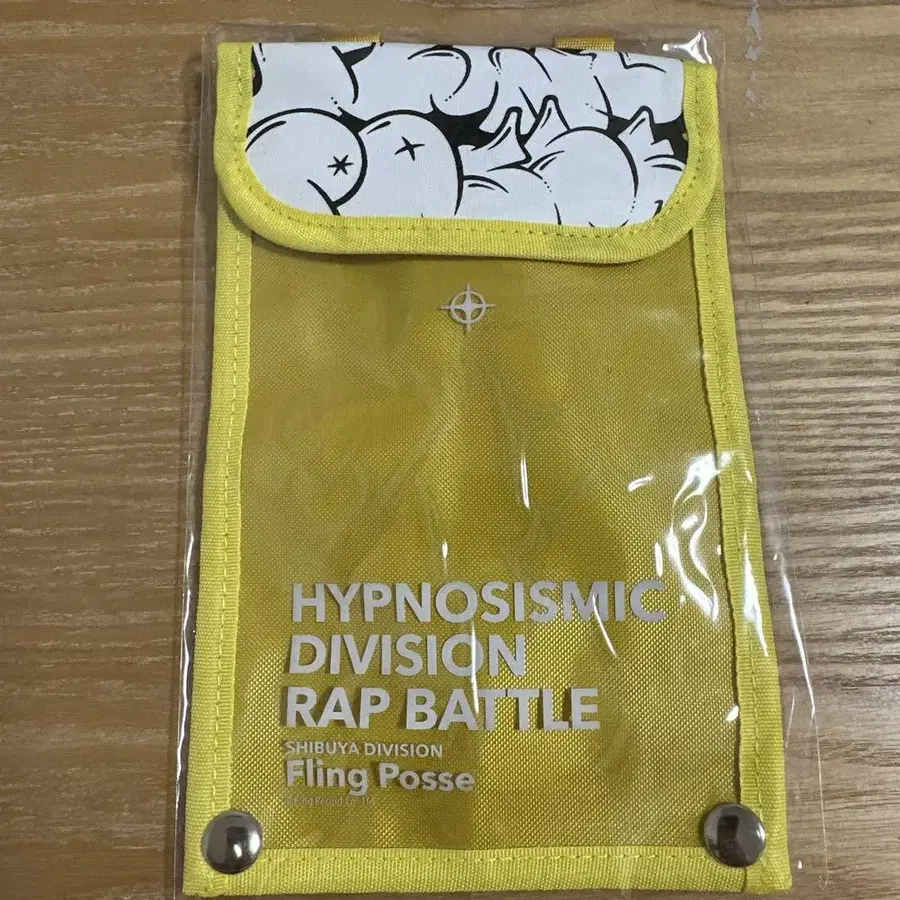 HYPNOSISMIC
DIVISION
RAP BATTLE
SHIBUYA DIVISION
Fling Posse